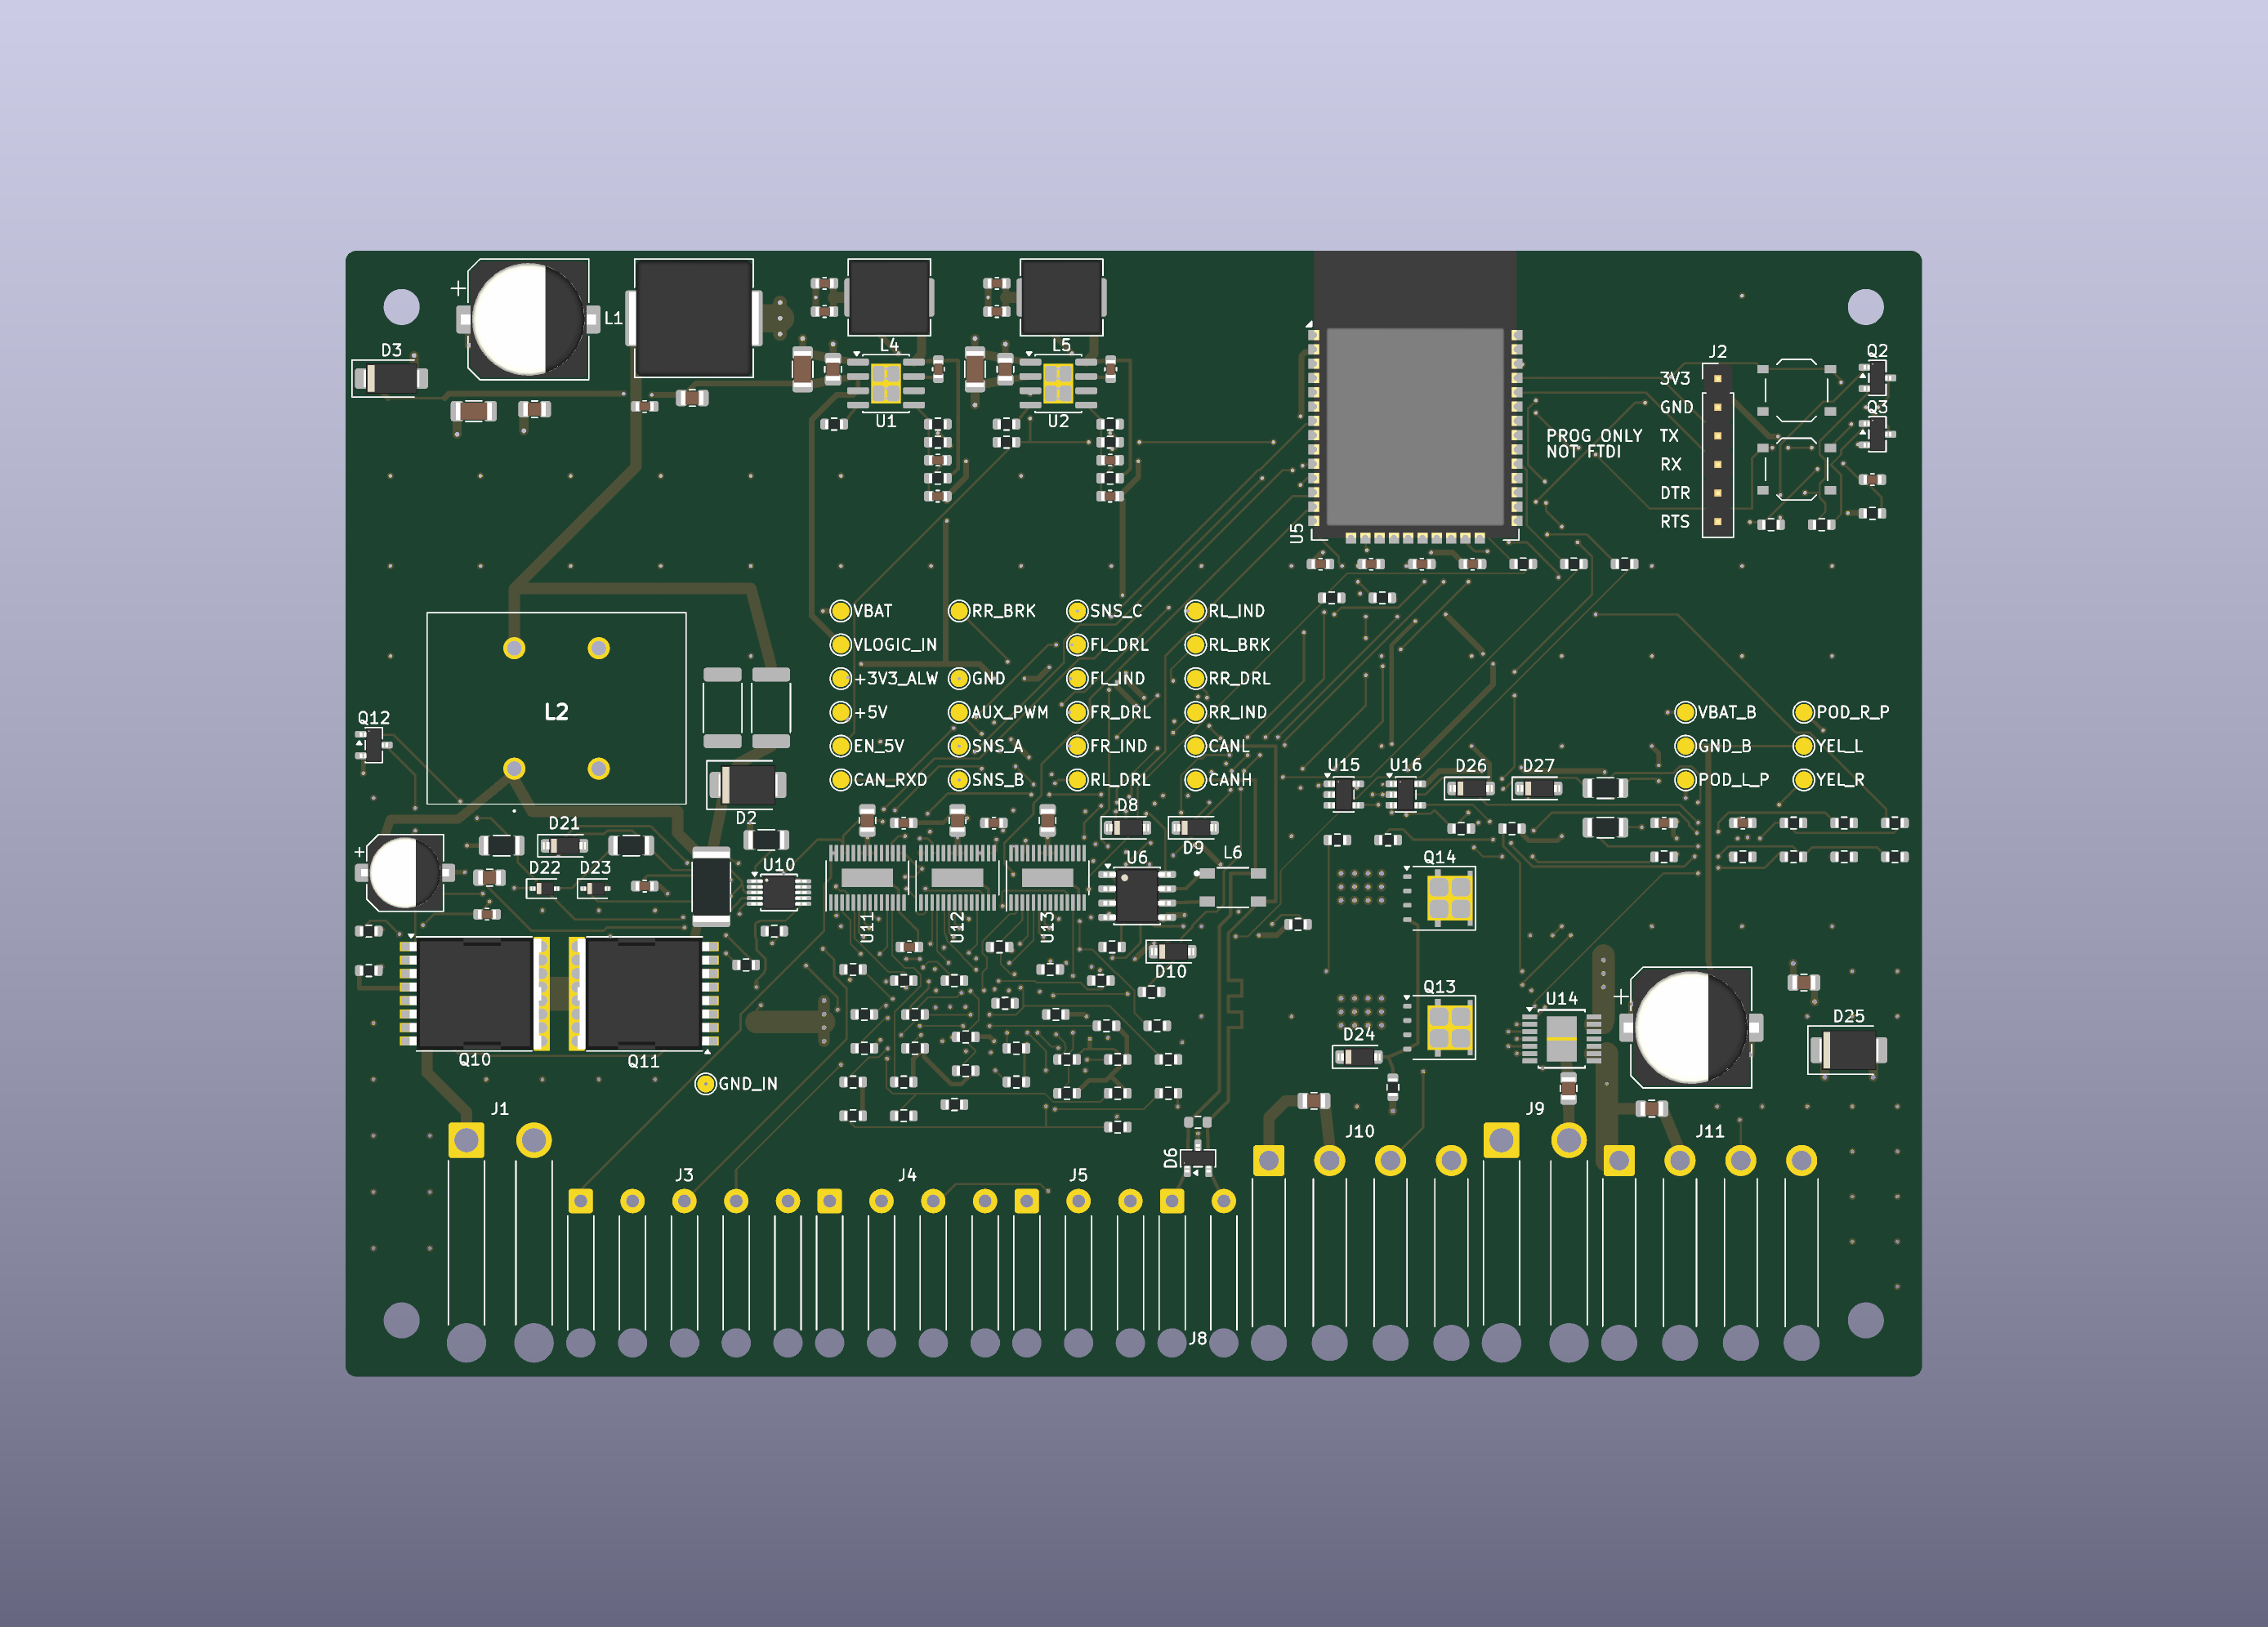 L1
D3
L4
L5
U1
U2
U5
J2
3V3
GND
TX
RX
DTR
RTS
PROG ONLY
NOT FTDI
Q2
Q3
VBAT
VLOGIC_IN
+3V3_ALW
+5V
EN_5V
CAN_RXD
RR_BRK
GND
AUX_PWM
SNS_A
SNS_B
SNS_C
FL_DRL
FL_IND
FR_DRL
FR_IND
RL_DRL
RL_IND
RL_BRK
RR_DRL
RR_IND
CANL
CANH
VBAT_B
GND_B
POD_L_P
POD_R_P
YEL_L
YEL_R
L2
Q12
D2
D21
D22
D23
U10
U11
U12
U13
D8
D9
U6
L6
D10
U15
U16
D26
D27
Q14
Q13
D24
U14
D25
Q10
Q11
GND_IN
J1
J3
J4
J5
D6
J8
J10
J9
J11